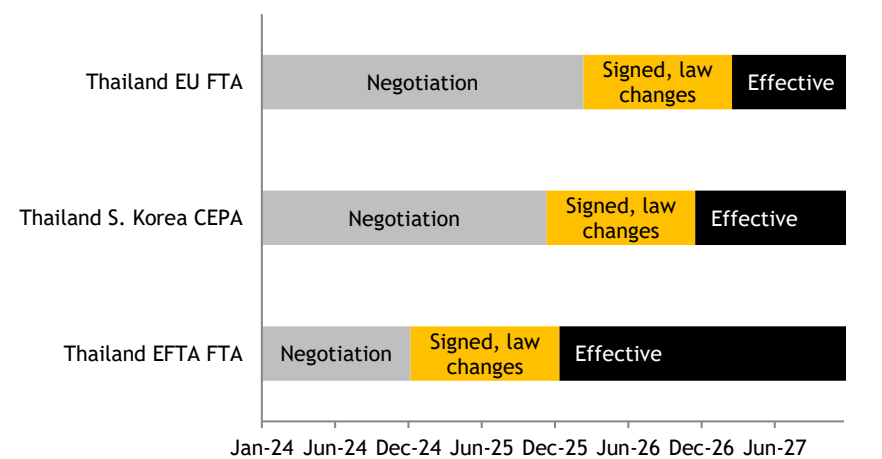 Thailand EU FTA
Negotiation
Signed, law
changes
Effective
Thailand S. Korea CEPA
Negotiation
Signed, law
changes
Effective
Thailand EFTA FTA
Negotiation
Signed, law
changes
Effective
Jan-24 Jun-24 Dec-24 Jun-25 Dec-25 Jun-26 Dec-26 Jun-27